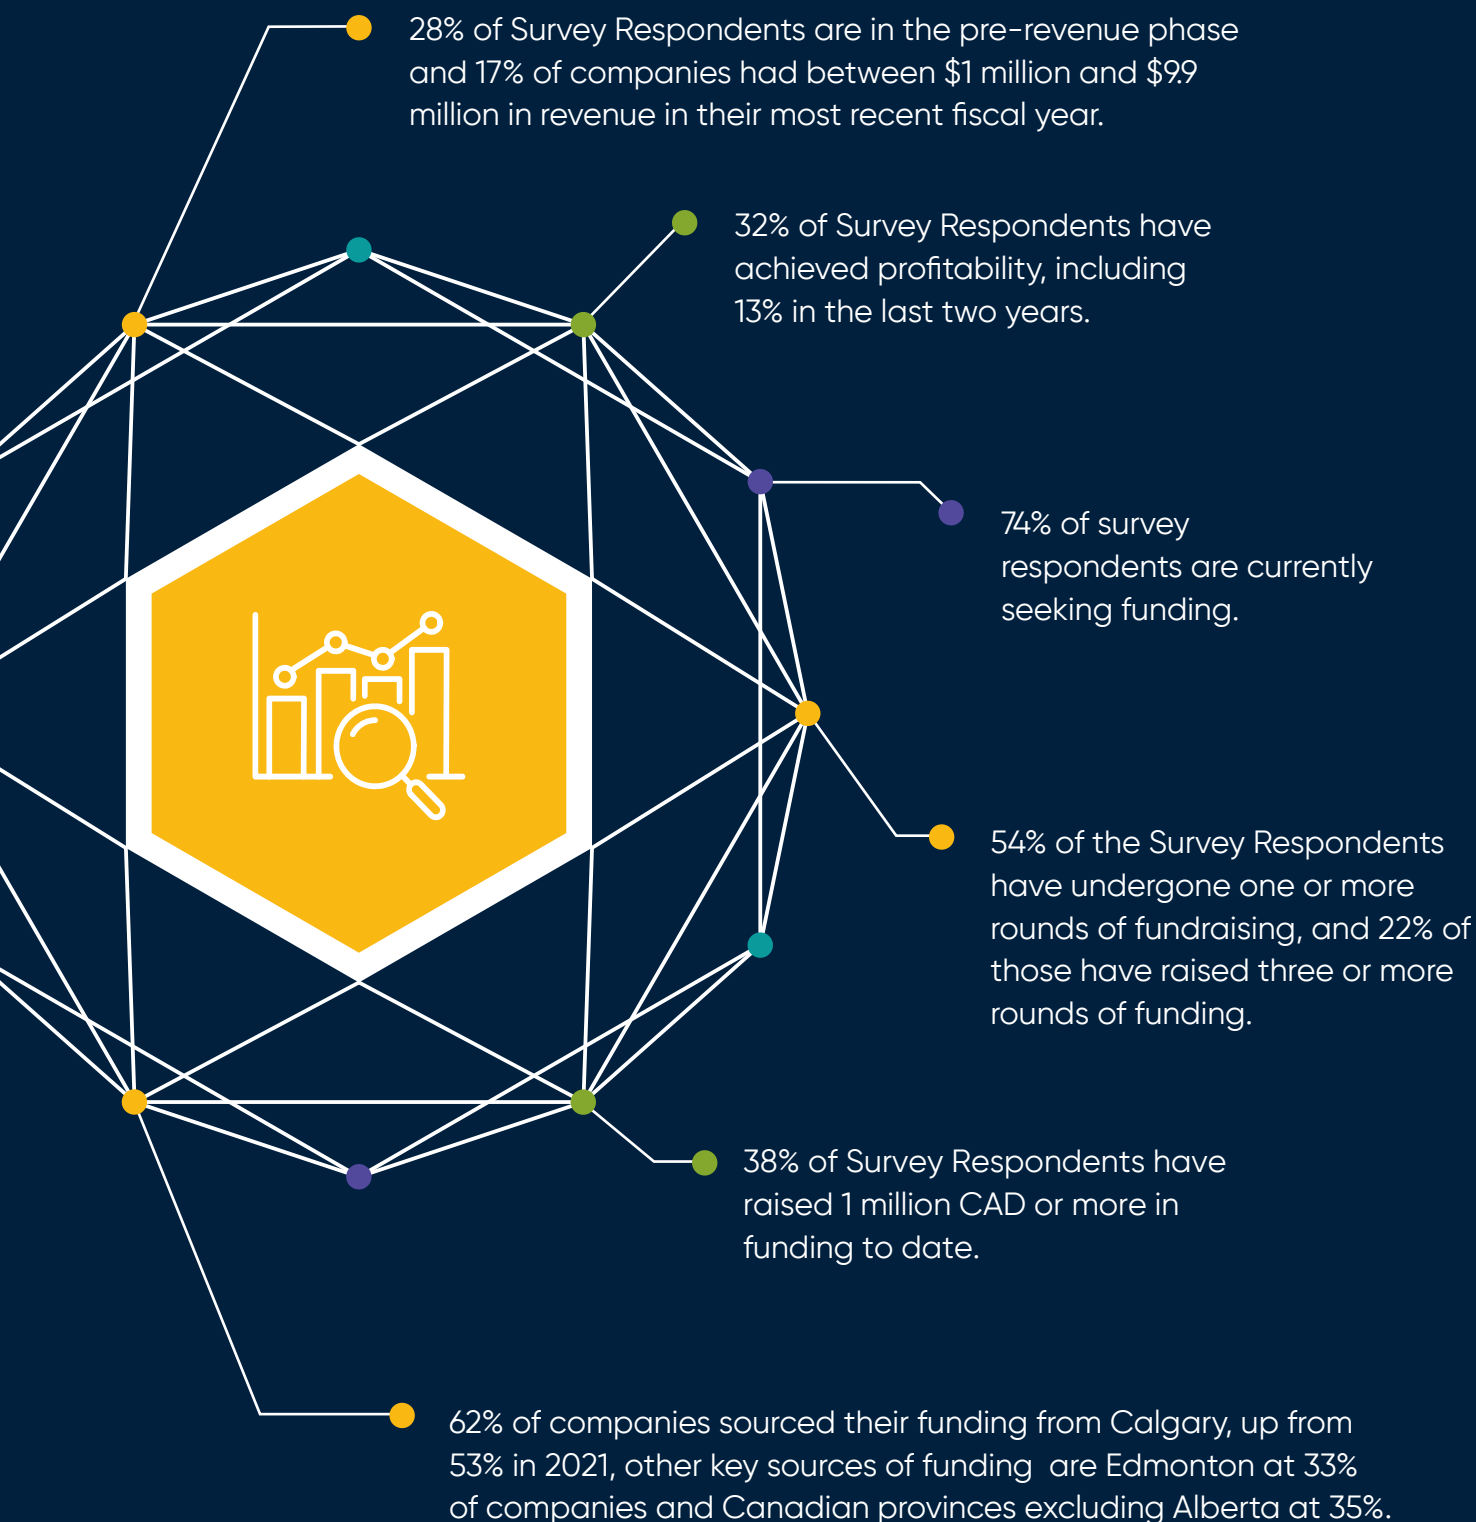 28% of Survey Respondents are in the pre-revenue phase
and 17% of companies had between $1 million and $9.9
million in revenue in their most recent fiscal year.
32% of Survey Respondents have
achieved profitability, including
13% in the last two years.
74% of survey
respondents are currently
seeking funding.
54% of the Survey Respondents
have undergone one or more
rounds of fundraising, and 22% of
those have raised three or more
rounds of funding.
38% of Survey Respondents have
raised 1 million CAD or more in
funding to date.
62% of companies sourced their funding from Calgary, up from
53% in 2021, other key sources of funding  are Edmonton at 33%
of companies and Canadian provinces excluding Alberta at 35%.